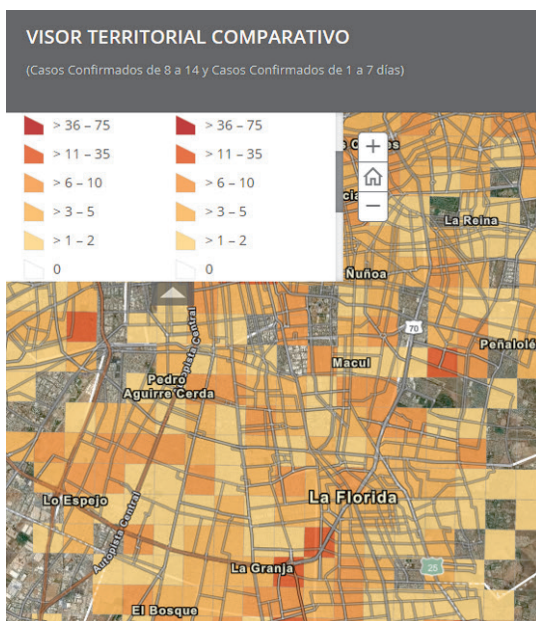 VISOR TERRITORIAL COMPARATIVO
(Casos Confirmados de 8 a 14 y Casos Confirmados de 1 a 7 días)
> 36 – 75 > 36 – 75
> 11 – 35 > 11 – 35
> 6 – 10 > 6 – 10
> 3 – 5 > 3 – 5
> 1 – 2 > 1 – 2
0 0
+
−
La Reina
Ñuñoa
70
Peñalolé
Macul
Autopista Central
Pedro
Aguirre Cerda
Lo Espejo
La Florida
Autopista Central
La Granja
25
El Bosque